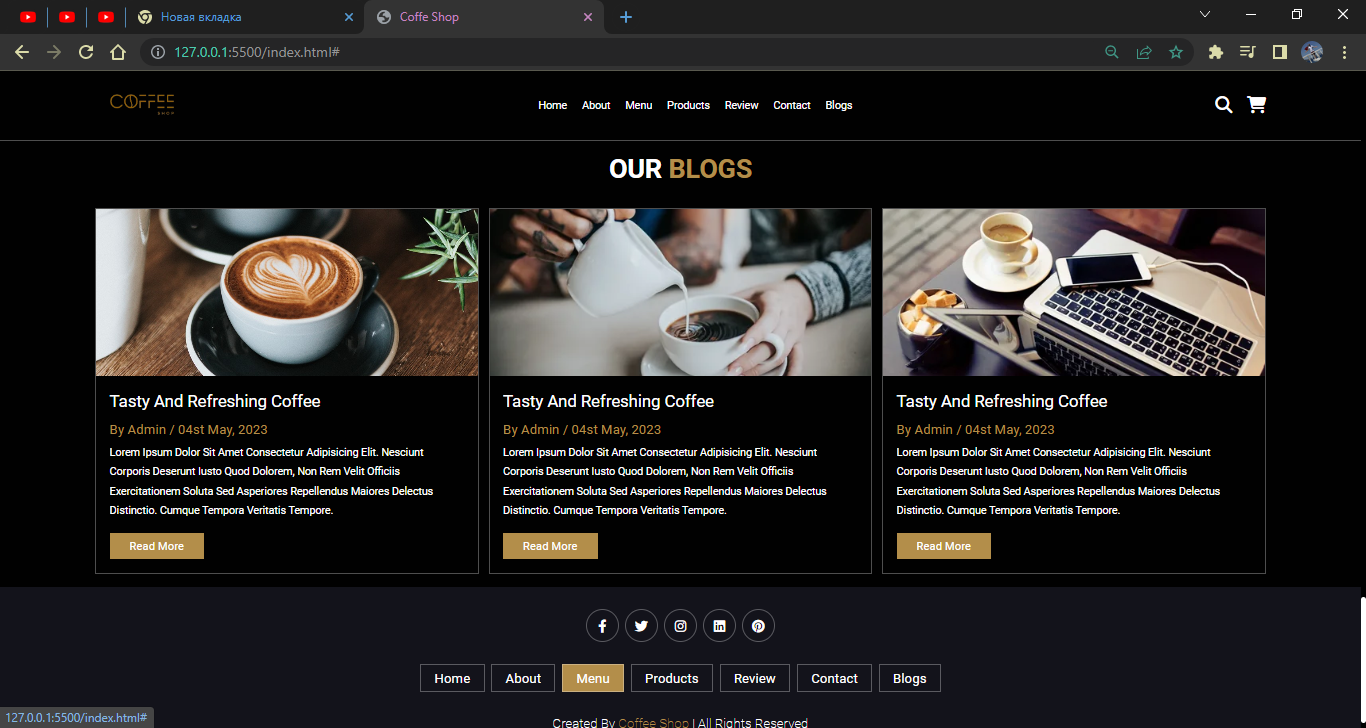 Новая вкладка
Coffe Shop
127.0.0.1:5500/index.html#
COFFEE
SHOP
Home About Menu Products Review Contact Blogs
OUR BLOGS
Tasty And Refreshing Coffee
By Admin / 04st May, 2023
Lorem Ipsum Dolor Sit Amet Consectetur Adipisicing Elit. Nesciunt
Corporis Deserunt Iusto Quod Dolorem, Non Rem Velit Officiis
Exercitationem Soluta Sed Asperiores Repellendus Maiores Delectus
Distinctio. Cumque Tempora Veritatis Tempore.
Read More
Tasty And Refreshing Coffee
By Admin / 04st May, 2023
Lorem Ipsum Dolor Sit Amet Consectetur Adipisicing Elit. Nesciunt
Corporis Deserunt Iusto Quod Dolorem, Non Rem Velit Officiis
Exercitationem Soluta Sed Asperiores Repellendus Maiores Delectus
Distinctio. Cumque Tempora Veritatis Tempore.
Read More
Tasty And Refreshing Coffee
By Admin / 04st May, 2023
Lorem Ipsum Dolor Sit Amet Consectetur Adipisicing Elit. Nesciunt
Corporis Deserunt Iusto Quod Dolorem, Non Rem Velit Officiis
Exercitationem Soluta Sed Asperiores Repellendus Maiores Delectus
Distinctio. Cumque Tempora Veritatis Tempore.
Read More
Home About Menu Products Review Contact Blogs
Created By Coffee Shop | All Rights Reserved
127.0.0.1:5500/index.html#